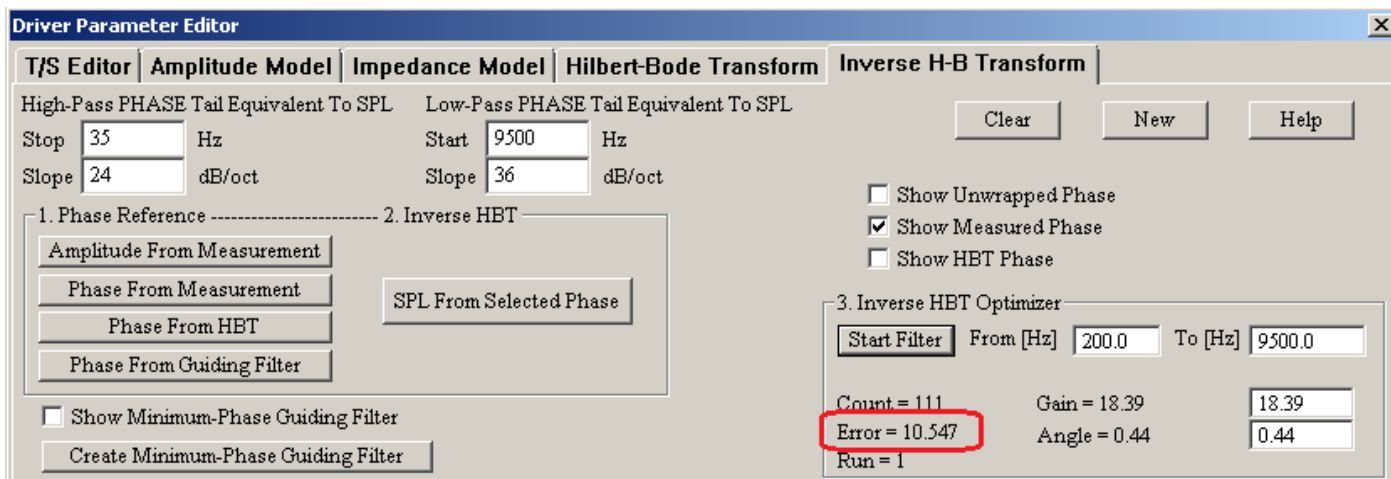 Driver Parameter Editor
T/S Editor Amplitude Model Impedance Model Hilbert-Bode Transform Inverse H-B Transform
High-Pass PHASE Tail Equivalent To SPL Low-Pass PHASE Tail Equivalent To SPL
Clear New Help
Stop 35 Hz Start 9500 Hz
Slope 24 dB/oct Slope 36 dB/oct
Show Unwrapped Phase
Show Measured Phase
Show HBT Phase
1. Phase Reference ------------------------- 2. Inverse HBT
Amplitude From Measurement
Phase From Measurement
Phase From HBT
Phase From Guiding Filter
SPL From Selected Phase
Show Minimum-Phase Guiding Filter
Create Minimum-Phase Guiding Filter
3. Inverse HBT Optimizer
Start Filter From [Hz] 200.0 To [Hz] 9500.0
Count = 111 Gain = 18.39 18.39
Error = 10.547 Angle = 0.44 0.44
Run = 1